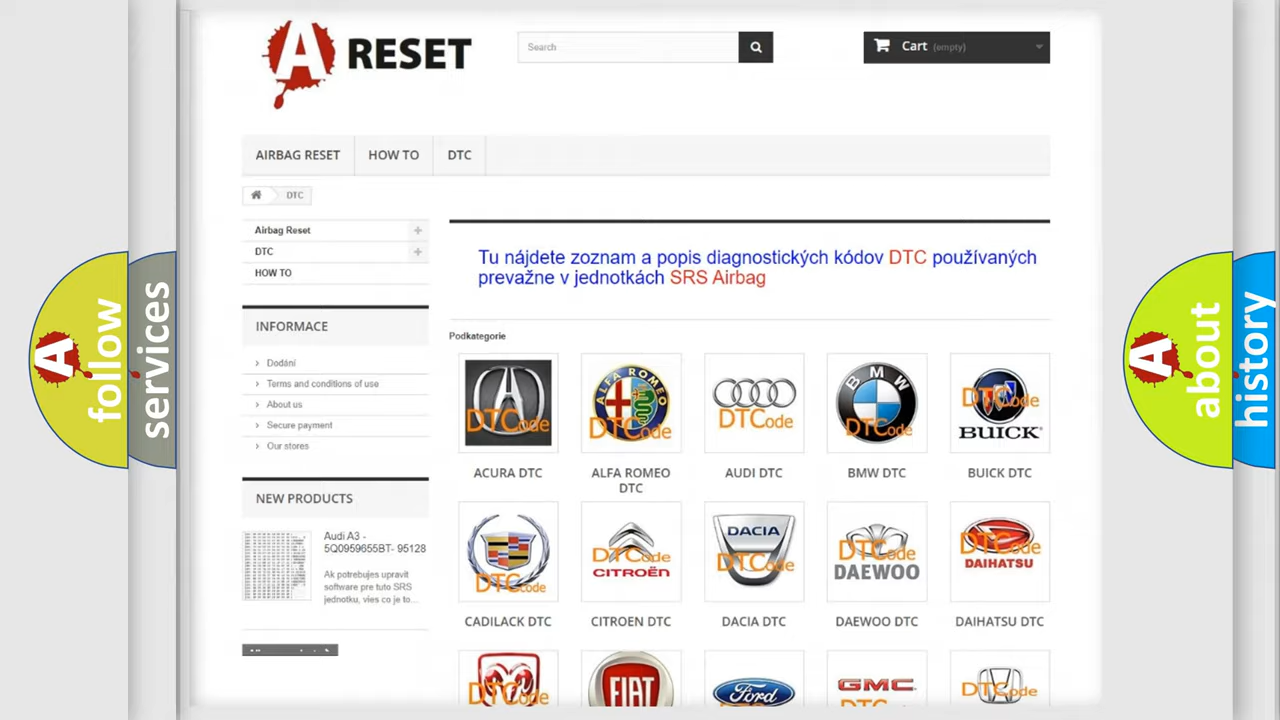 A RESET
Search
Cart (empty)
AIRBAG RESET
HOW TO
DTC
DTC
Airbag Reset
DTC
HOW TO
INFORMACE
Dodání
Terms and conditions of use
About us
Secure payment
Our stores
NEW PRODUCTS
Audi A3 -
5Q0959655BT- 95128
Ak potrebujes upravit
software pre tuto SRS
jednotku, vies co je to...
Tu nájdete zoznam a popis diagnostických kódov DTC používaných
prevažne v jednotkách SRS Airbag
Podkategorie
DTCode
ALFA ROMEO
DTCode
DTCode
BMW
DTCode
DTCode
BUICK
ACURA DTC
ALFA ROMEO
DTC
AUDI DTC
BMW DTC
BUICK DTC
DTCode
DTCode
CITROËN
DACIA
DTCode
DTCode
DAEWOO
DTCode
DAIHATSU
CADILACK DTC
CITROEN DTC
DACIA DTC
DAEWOO DTC
DAIHATSU DTC
DTCode
FIAT
Ford
GMC
DTCode
A follow
services
A about
history